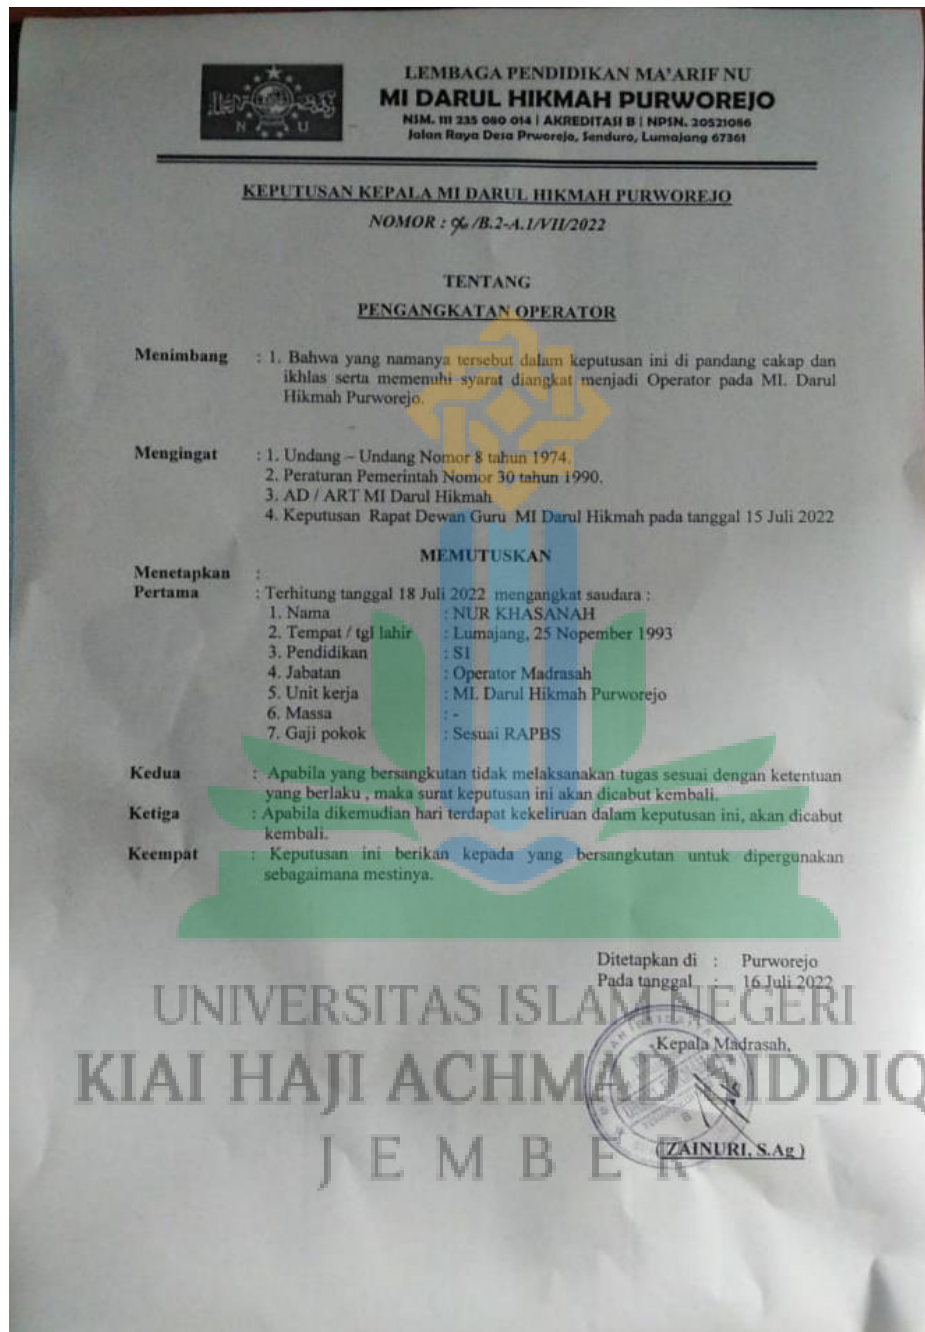 LEMBAGA PENDIDIKAN MA'ARIF NU
MI DARUL HIKMAH PURWOREJO
NSM. 111 235 080 014 | AKREDITASI B | NPSN. 20521086
Jalan Raya Desa Prworejo, Senduro, Lumajang 67361
N U
KEPUTUSAN KEPALA MI DARUL HIKMAH PURWOREJO
NOMOR : /B.2-A.1/VII/2022
TENTANG
PENGANGKATAN OPERATOR
Menimbang : 1. Bahwa yang namanya tersebut dalam keputusan ini di pandang cakap dan
ikhlas serta memenuhi syarat diangkat menjadi Operator pada MI. Darul
Hikmah Purworejo.
Mengingat : 1. Undang – Undang Nomor 8 tahun 1974.
2. Peraturan Pemerintah Nomor 30 tahun 1990.
3. AD / ART MI Darul Hikmah
4. Keputusan Rapat Dewan Guru MI Darul Hikmah pada tanggal 15 Juli 2022
MEMUTUSKAN
Menetapkan :
Pertama : Terhitung tanggal 18 Juli 2022 mengangkat saudara :
1. Nama : NUR KHASANAH
2. Tempat / tgl lahir : Lumajang, 25 Nopember 1993
3. Pendidikan : S1
4. Jabatan : Operator Madrasah
5. Unit kerja : MI. Darul Hikmah Purworejo
6. Massa : -
7. Gaji pokok : Sesuai RAPBS
Kedua : Apabila yang bersangkutan tidak melaksanakan tugas sesuai dengan ketentuan
yang berlaku , maka surat keputusan ini akan dicabut kembali.
Ketiga : Apabila dikemudian hari terdapat kekeliruan dalam keputusan ini, akan dicabut
kembali.
Keempat : Keputusan ini berikan kepada yang bersangkutan untuk dipergunakan
sebagaimana mestinya.
Ditetapkan di : Purworejo
Pada tanggal : 16 Juli 2022
UNIVERSITAS ISLAM NEGERI
Kepala Madrasah,
KIAI HAJI ACHMAD SIDDIQ
( ZAINURI, S.Ag )
JEMBER